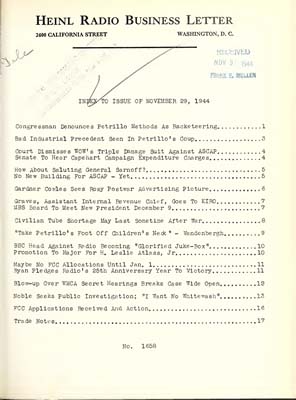 HEINL RADIO BUSINESS LETTER
2400 CALIFORNIA STREET WASHINGTON, D. C.
RECEIVED
NOV 1944
INDEX TO ISSUE OF NOVEMBER 29, 1944
Congressman Denounces Petrillo Methods As Racketeering............1
Bad Industrial Precedent Seen In Petrillo's Coup..................3
Court Dismisses WOW's Triple Damage Suit Against ASCAP............4
Senate To Hear Capehart Campaign Expenditure Charges..............4
How About Saluting General Sarnoff?...............................5
No New Building For ASCAP - Yet...................................5
Gardner Cowles Sees Rosy Postwar Advertising Picture..............6
Graves, Assistant Internal Revenue Chief, Goes To KIRO............7
MBS Board To Meet New President December 9........................7
Civilian Tube Shortage May Last Sometime After War................8
"Take Petrillo's Foot Off Children's Neck" - Vandenbergh..........9
BBC Head Against Radio Becoming "Glorified Juke-Box".............10
Promotion To Major For H. Leslie Atlass, Jr......................10
Maybe No FCC Allocations Until Jan. 1............................11
Ryan Pledges Radio's 25th Anniversary Year To Victory............11
Blow-up Over WMCA Secret Hearings Breaks Case Wide Open..........12
Noble Seeks Public Investigation; "I Want No Whitewash"..........13
FCC Applications Received And Action.............................16
Trade Notes......................................................17
No. 1658